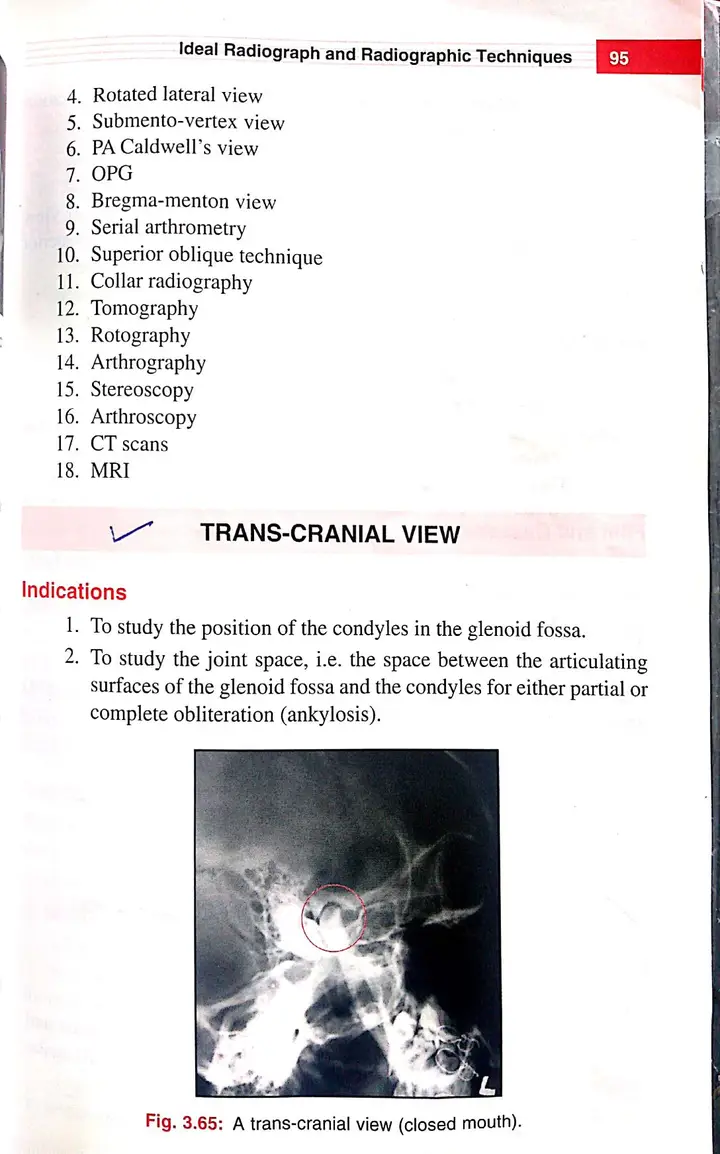 Ideal Radiograph and Radiographic Techniques 95
4. Rotated lateral view
5. Submento-vertex view
6. PA Caldwell's view
7. OPG
8. Bregma-menton view
9. Serial arthrometry
10. Superior oblique technique
11. Collar radiography
12. Tomography
13. Rotography
14. Arthrography
15. Stereoscopy
16. Arthroscopy
17. CT scans
18. MRI
TRANS-CRANIAL VIEW
Indications
1. To study the position of the condyles in the glenoid fossa.
2. To study the joint space, i.e. the space between the articulating
surfaces of the glenoid fossa and the condyles for either partial or
complete obliteration (ankylosis).
L
Fig. 3.65: A trans-cranial view (closed mouth).